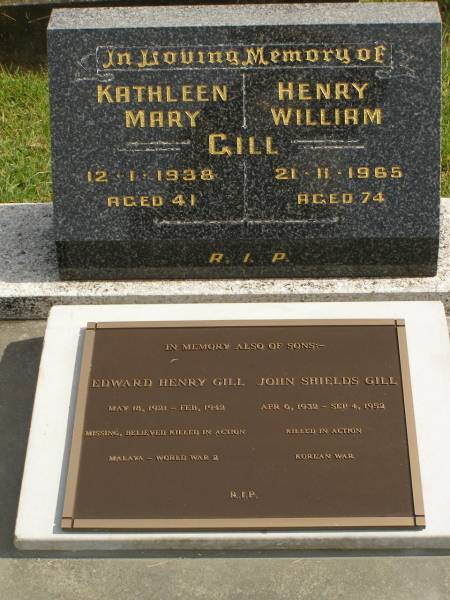 In Loving Memory of
KATHLEEN HENRY
MARY WILLIAM
GILL
12·1·1938 21·11·1965
AGED 41 AGED 74
R. I. P.
IN MEMORY ALSO OF SONS:-
EDWARD HENRY GILL JOHN SHIELDS GILL
MAY 18, 1921 - FEB, 1942 APR 6, 1932 - SEP 4, 1952
MISSING, BELIEVED KILLED IN ACTION KILLED IN ACTION
MALAYA - WORLD WAR 2 KOREAN WAR
R.I.P.